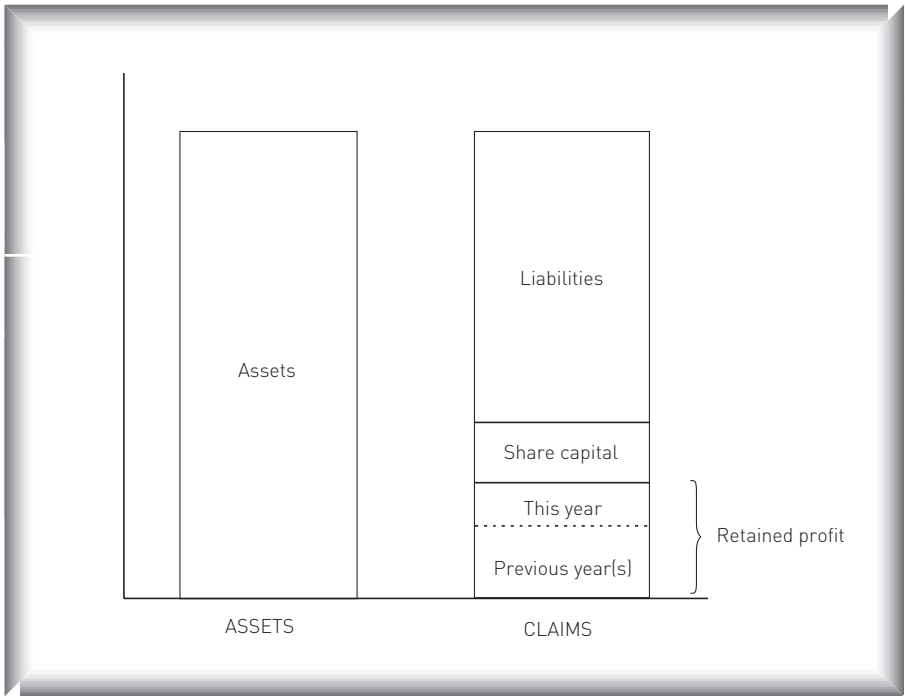 Liabilities
Assets
Share capital
This year
Retained profit
Previous year(s)
ASSETS
CLAIMS